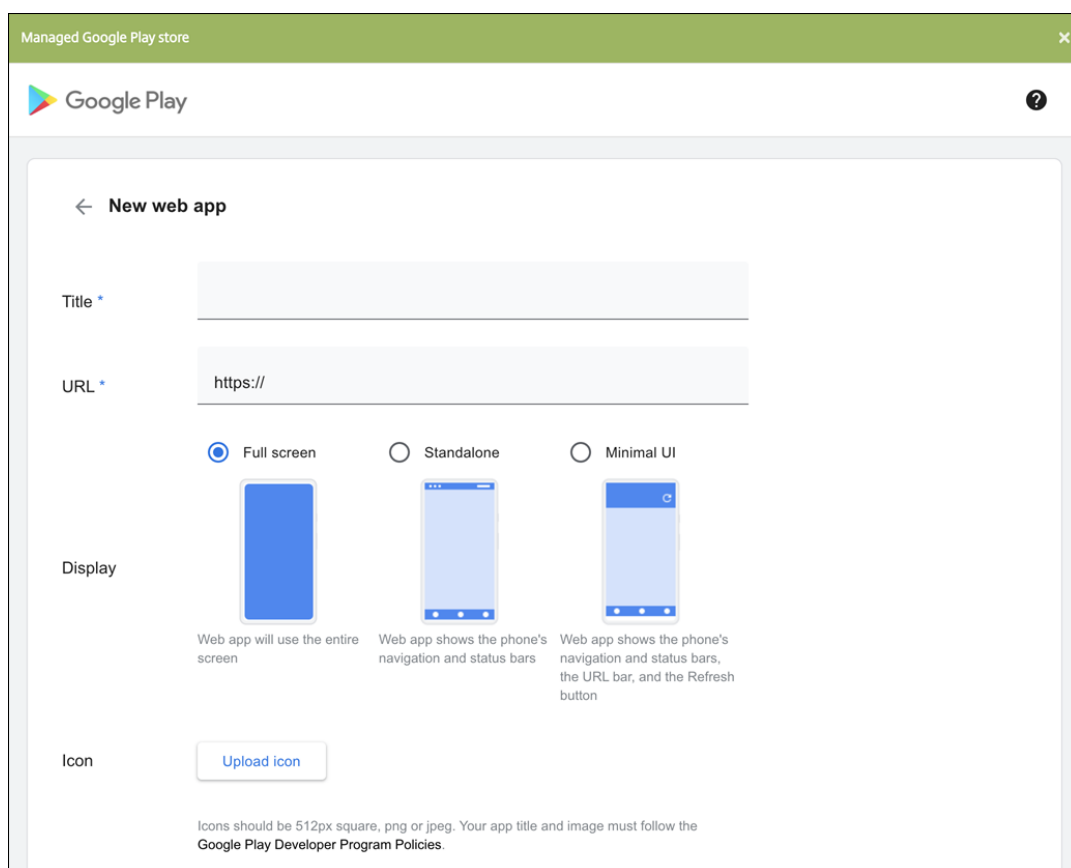 Managed Google Play store
Google Play
New web app
Title *
URL *
https://
Full screen
Standalone
Minimal UI
Display
Web app will use the entire
screen
Web app shows the phone's
navigation and status bars
Web app shows the phone's
navigation and status bars,
the URL bar, and the Refresh
button
Icon
Upload icon
Icons should be 512px square, png or jpeg. Your app title and image must follow the
Google Play Developer Program Policies.